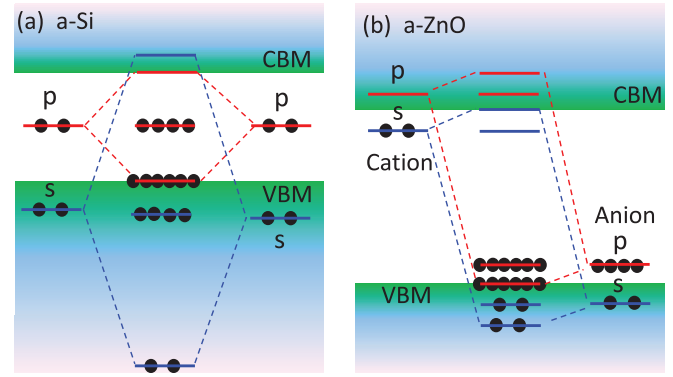 (a) a-Si
CBM
p
p
s
VBM
s
(b) a-ZnO
p
CBM
s
Cation
Anion
p
VBM
s